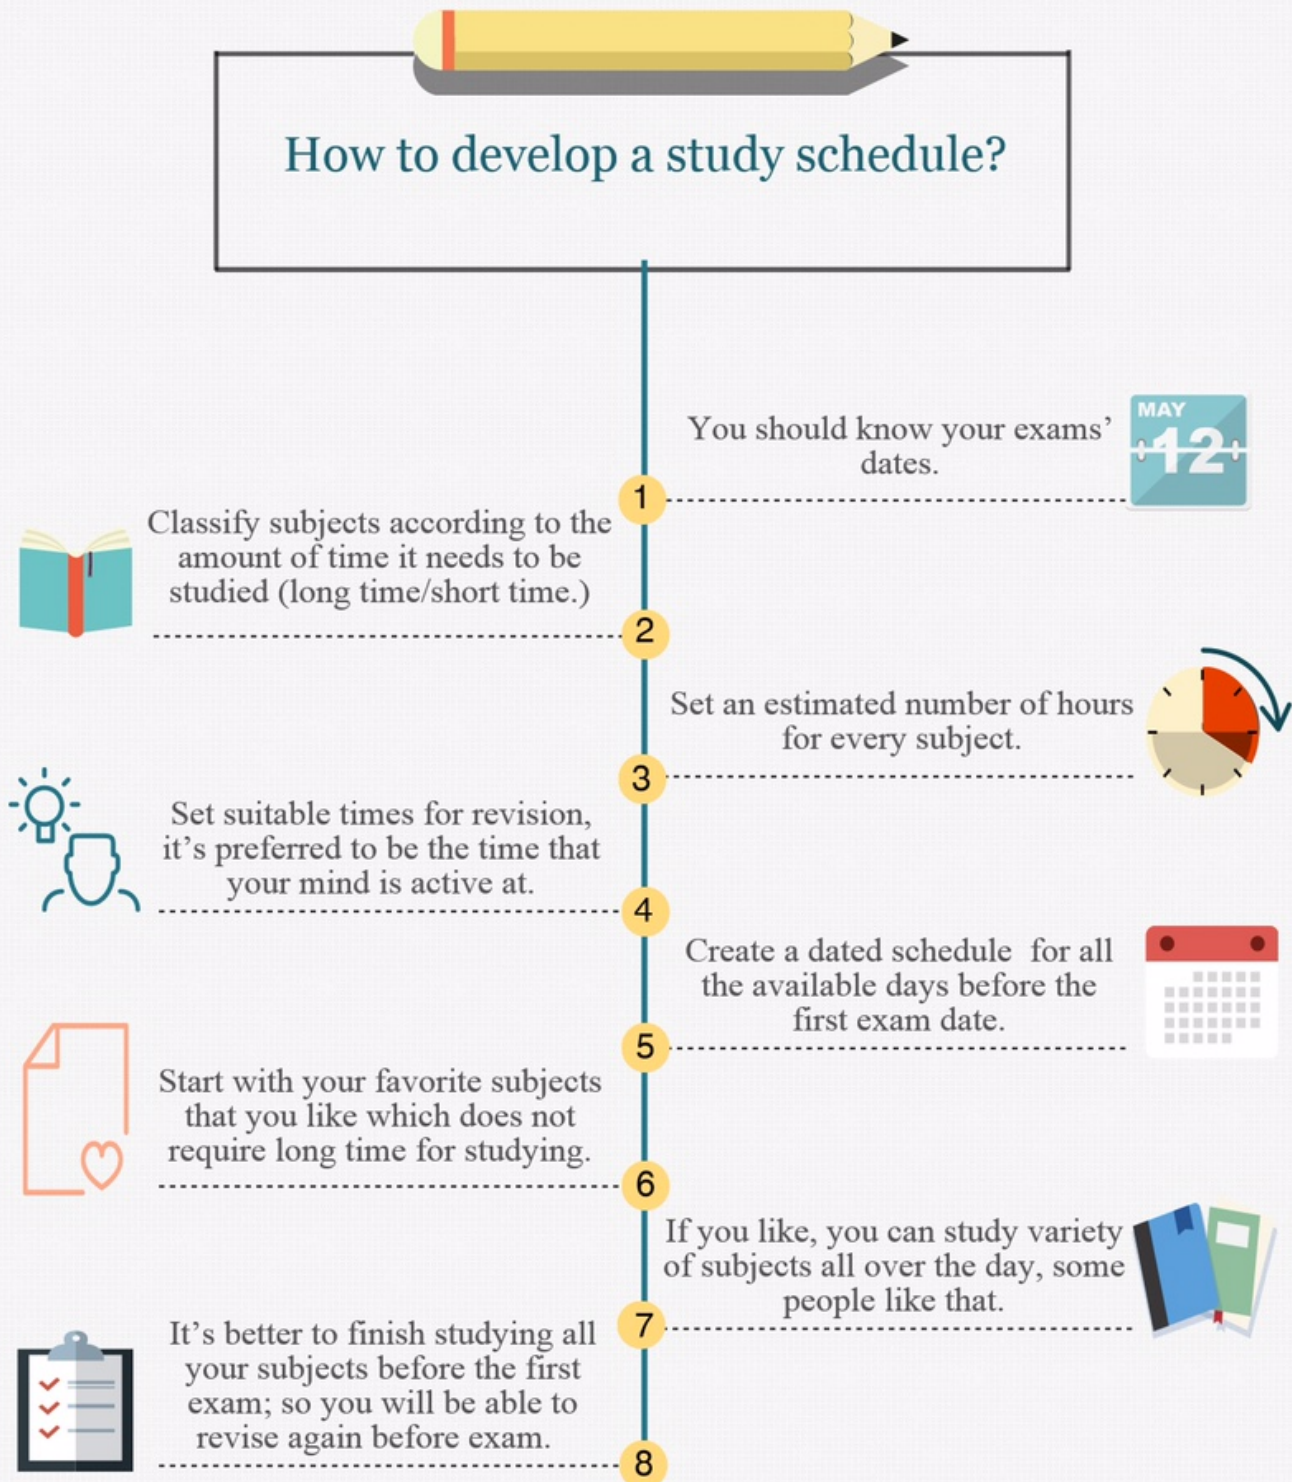 How to develop a study schedule?
You should know your exams’
dates.
MAY
12
1
Classify subjects according to the
amount of time it needs to be
studied (long time/short time.)
2
Set an estimated number of hours
for every subject.
3
Set suitable times for revision,
it’s preferred to be the time that
your mind is active at.
4
Create a dated schedule  for all
the available days before the
first exam date.
5
Start with your favorite subjects
that you like which does not
require long time for studying.
6
If you like, you can study variety
of subjects all over the day, some
people like that.
7
It’s better to finish studying all
your subjects before the first
exam; so you will be able to
revise again before exam.
8